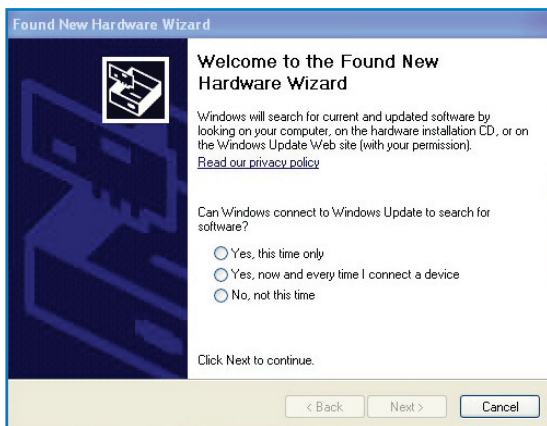 Found New Hardware Wizard
Welcome to the Found New
Hardware Wizard
Windows will search for current and updated software by
looking on your computer, on the hardware installation CD, or on
the Windows Update Web site (with your permission).
Read our privacy policy
Can Windows connect to Windows Update to search for
software?
Yes, this time only
Yes, now and every time I connect a device
No, not this time
Click Next to continue.
< Back Next > Cancel